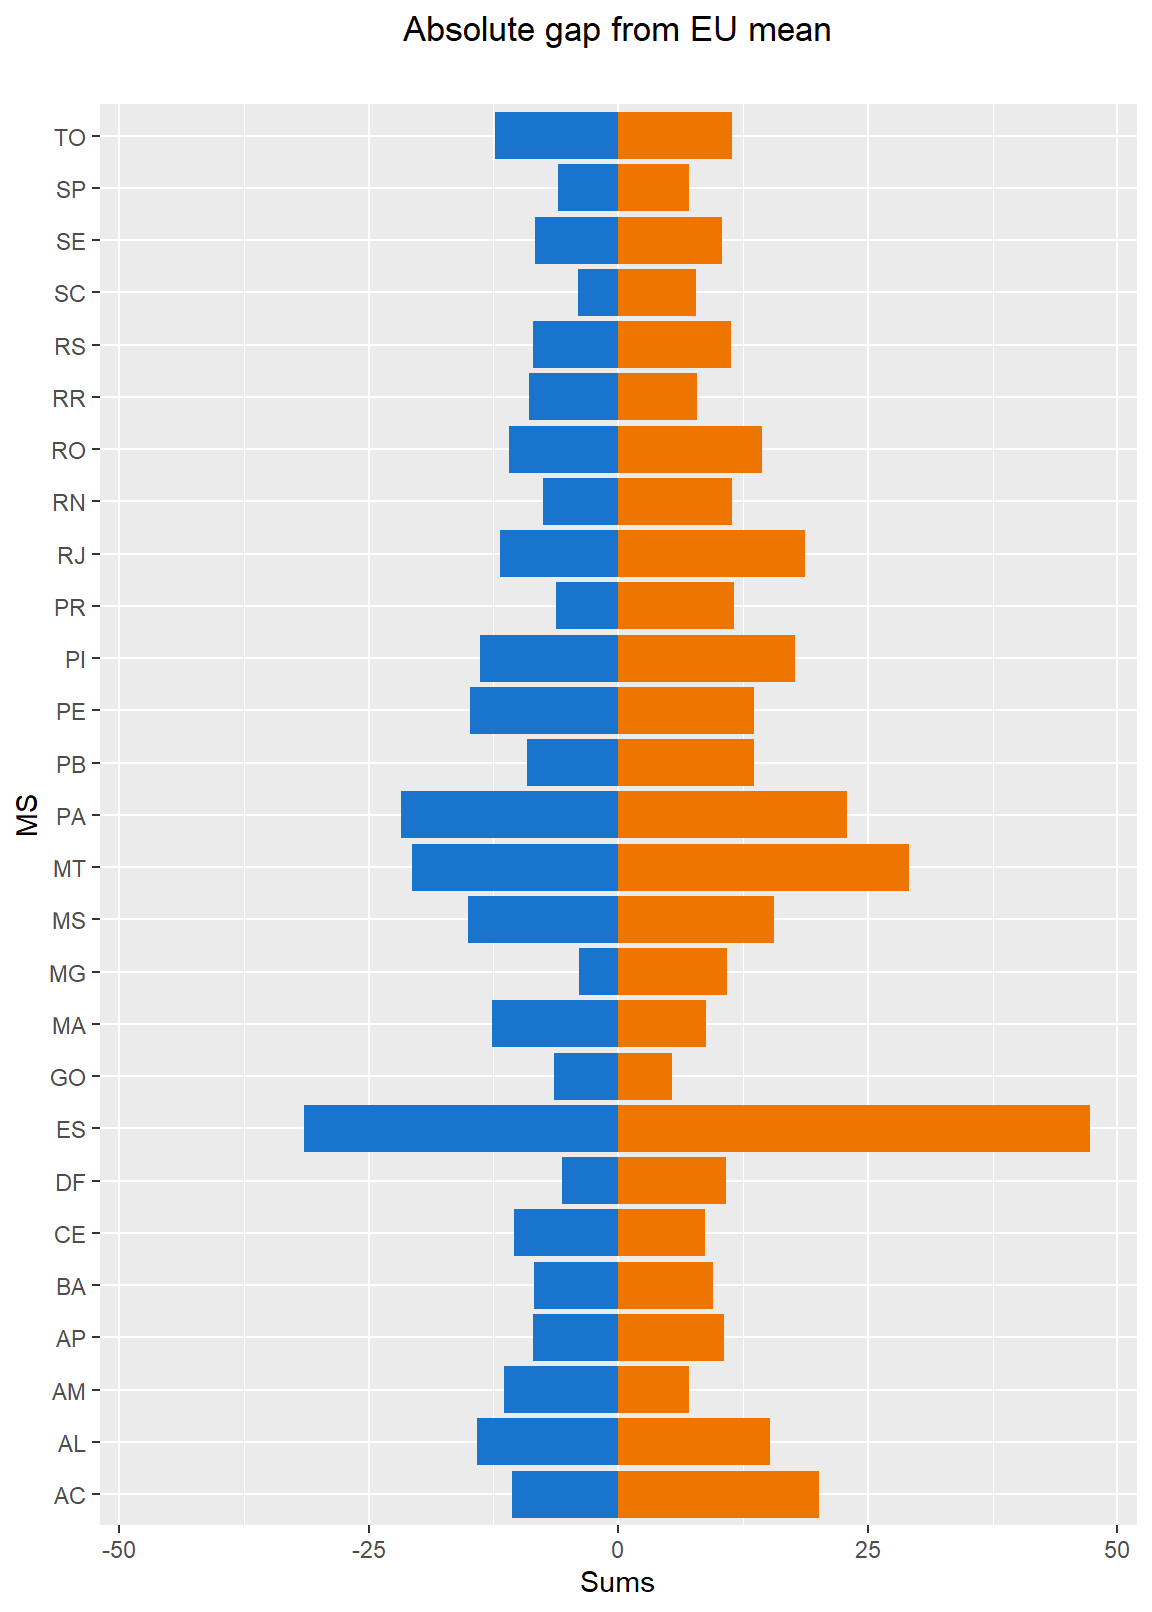 Absolute gap from EU mean
TO
SP
SE
SC
RS
RR
RO
RN
RJ
PR
PI
PE
PB
PA
MT
MS
MG
MA
GO
ES
DF
CE
BA
AP
AM
AL
AC
MS
-50 -25 0 25 50
Sums